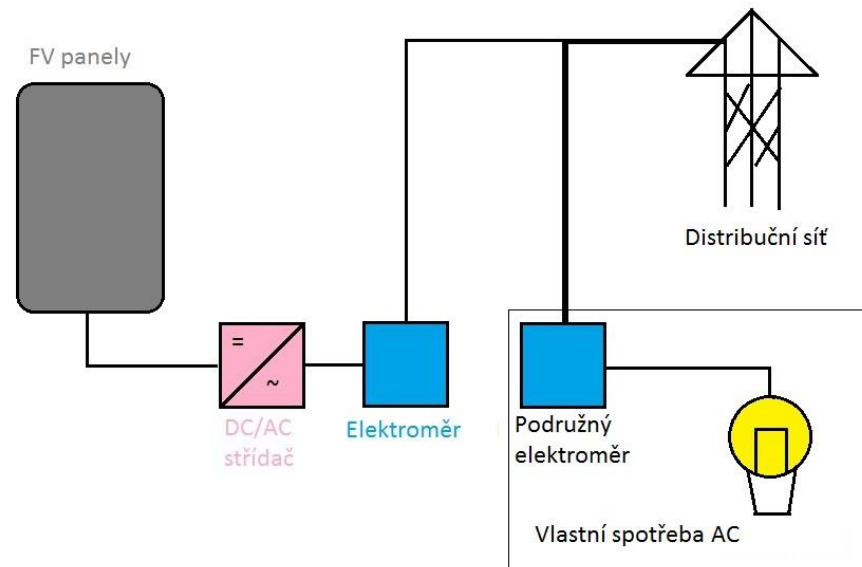 FV panely
Distribuční síť
=
~
DC/AC
střídač
Elektroměr
Podružný
elektroměr
Vlastní spotřeba AC